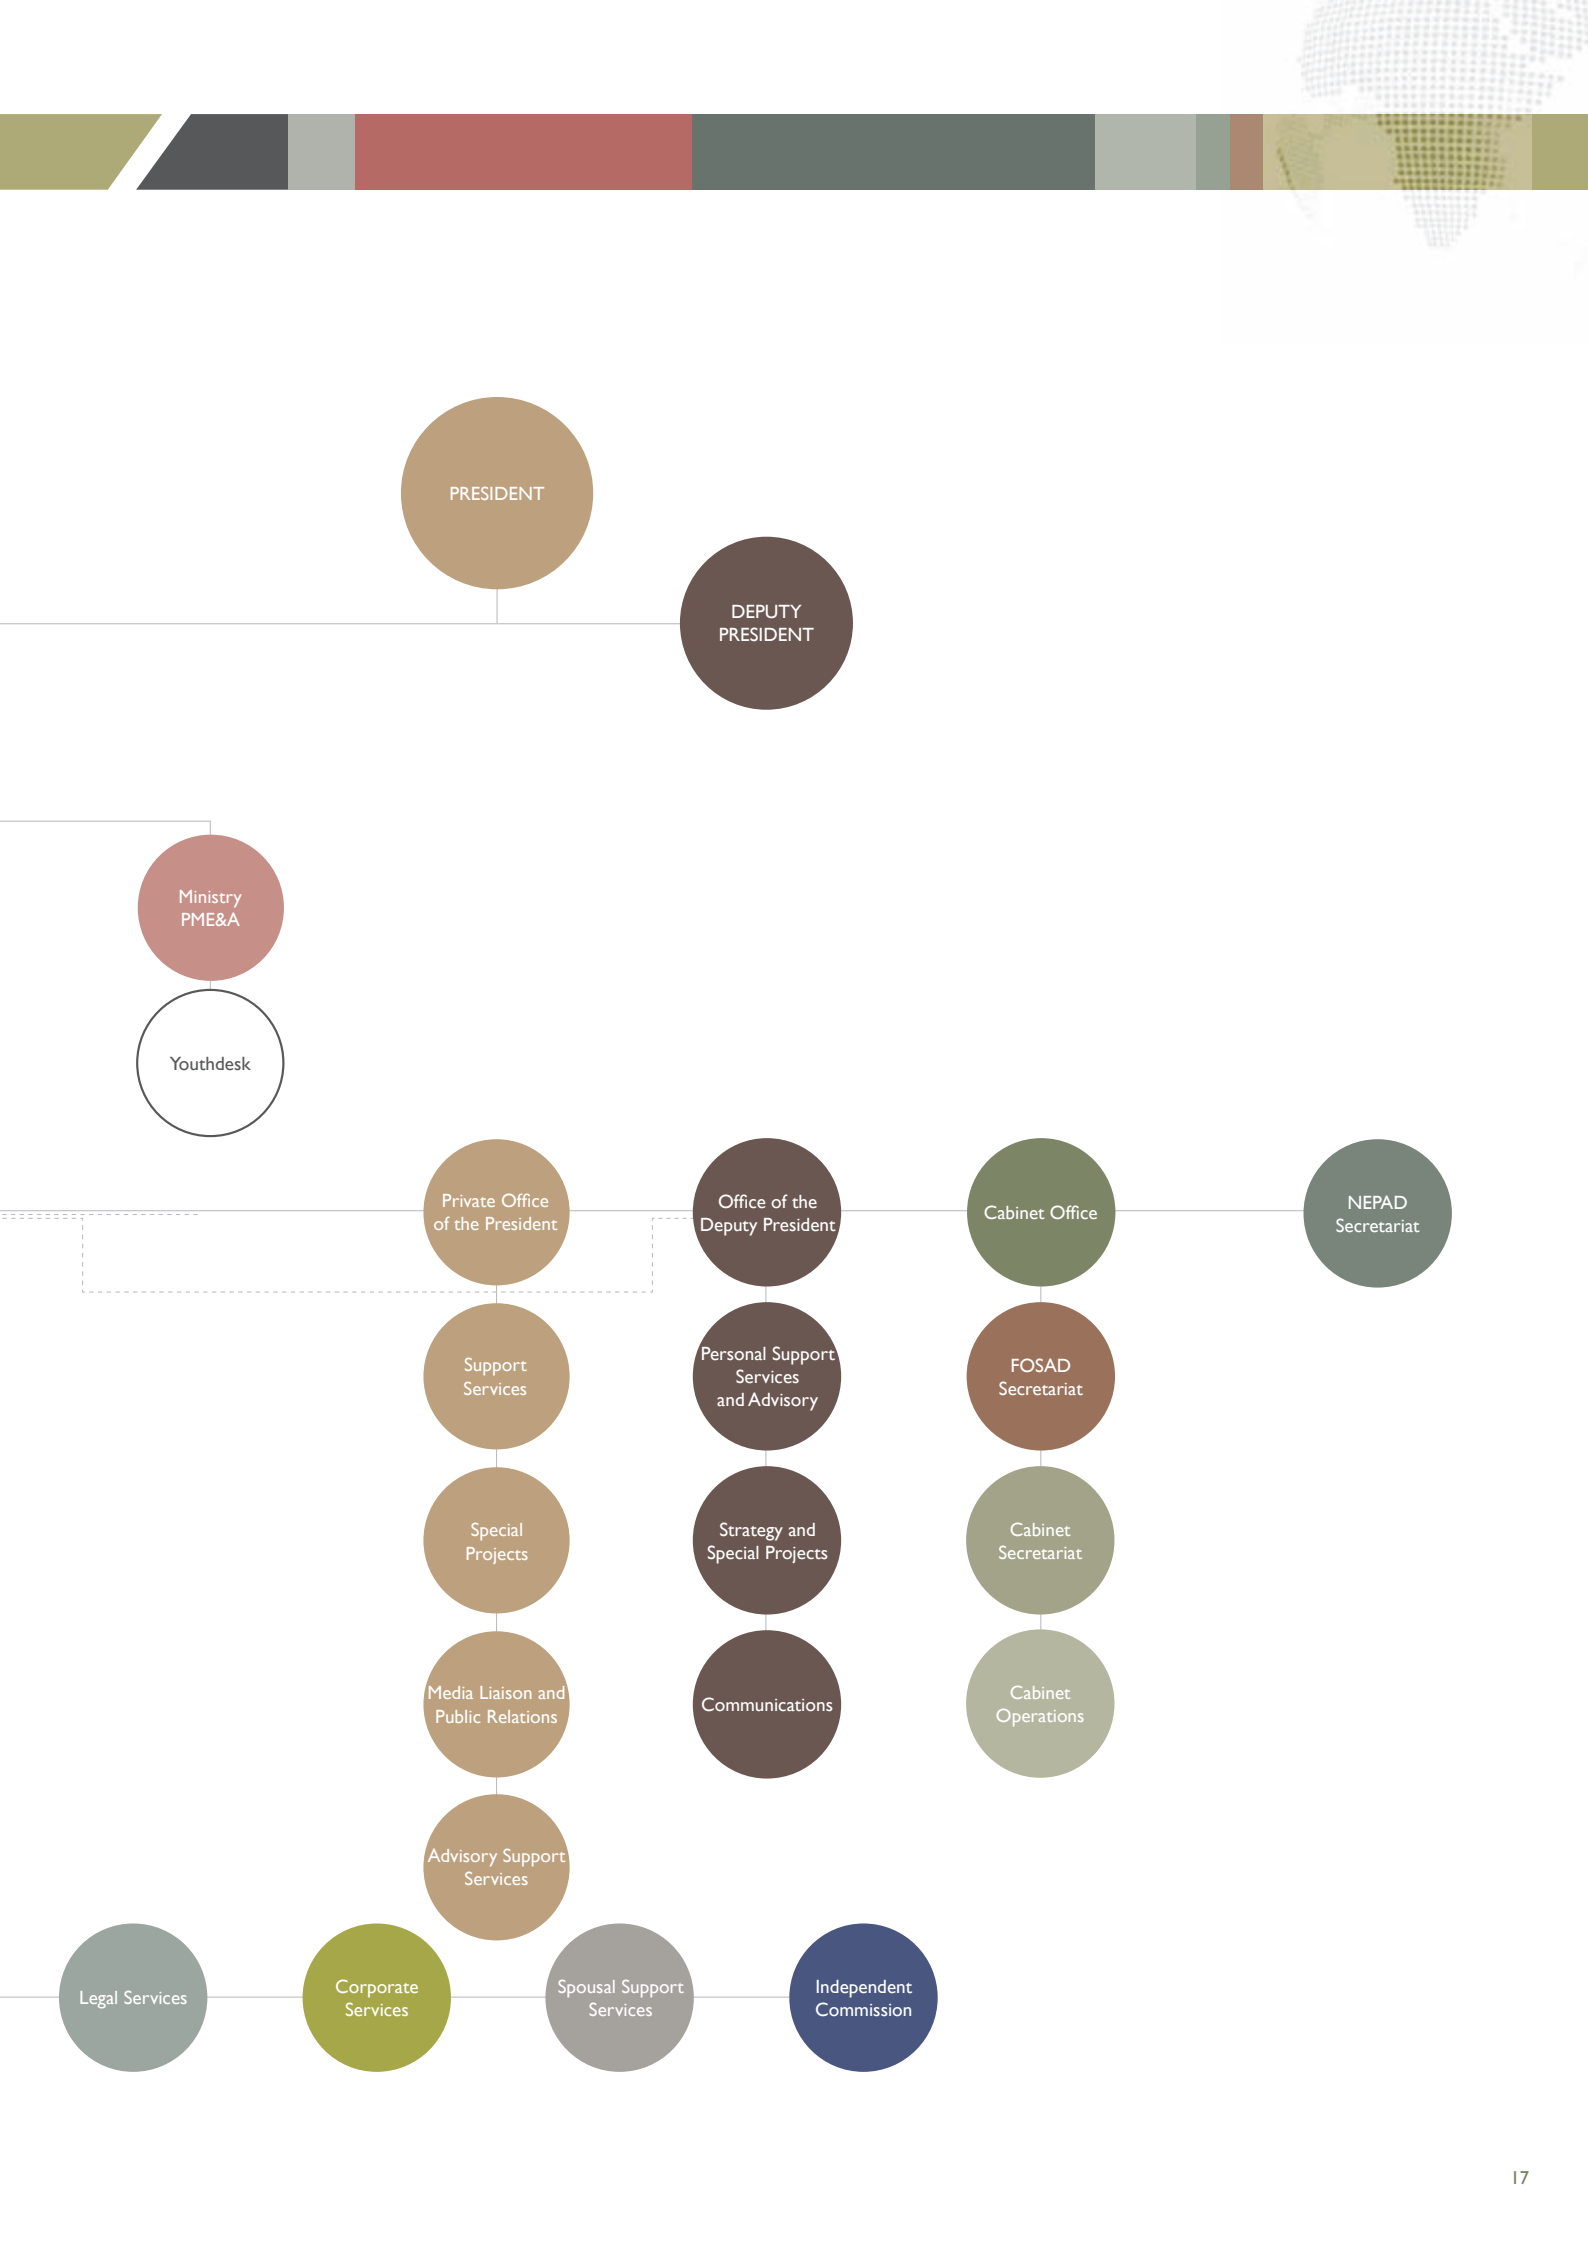 PRESIDENT
DEPUTY
PRESIDENT
Ministry
PME&A
Youthdesk
Private Office
of the President
Office of the
Deputy President
Cabinet Office
NEPAD
Secretariat
Support
Services
Personal Support
Services
and Advisory
FOSAD
Secretariat
Special
Projects
Strategy and
Special Projects
Cabinet
Secretariat
Media Liaison and
Public Relations
Communications
Cabinet
Operations
Advisory Support
Services
Legal Services
Corporate
Services
Spousal Support
Services
Independent
Commission
17